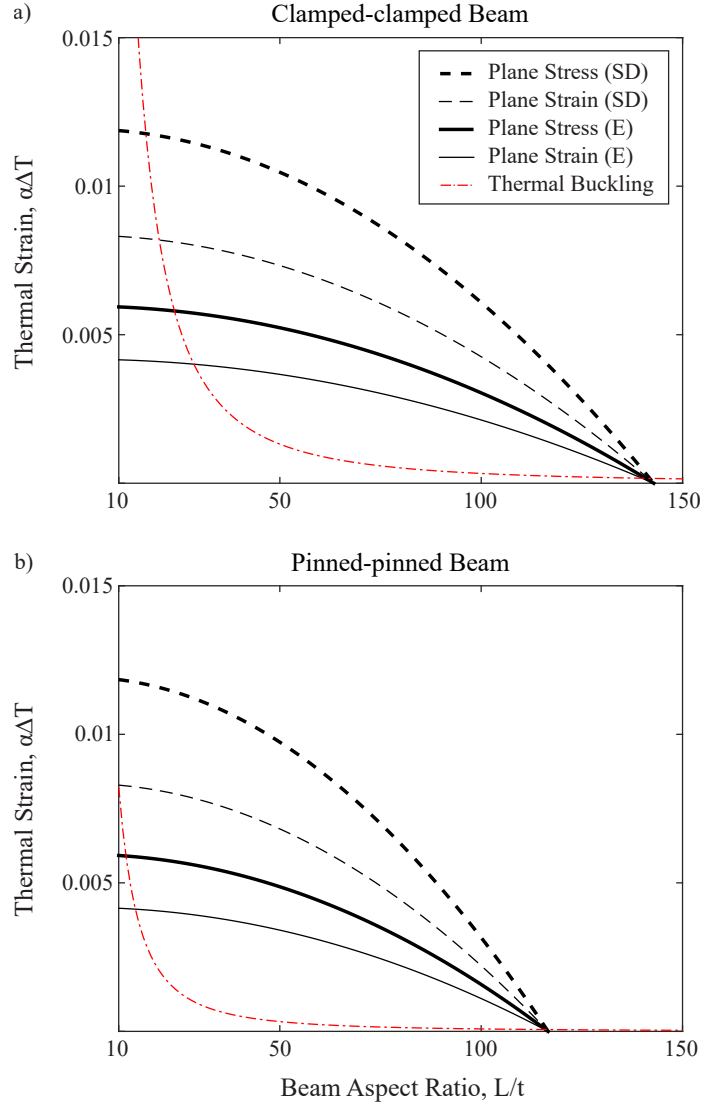 a)
Clamped-clamped Beam
0.015
0.01
0.005
Thermal Strain, αΔT
Plane Stress (SD)
Plane Strain (SD)
Plane Stress (E)
Plane Strain (E)
Thermal Buckling
10
50
100
150
b)
Pinned-pinned Beam
0.015
0.01
0.005
Thermal Strain, αΔT
10
50
100
150
Beam Aspect Ratio, L/t